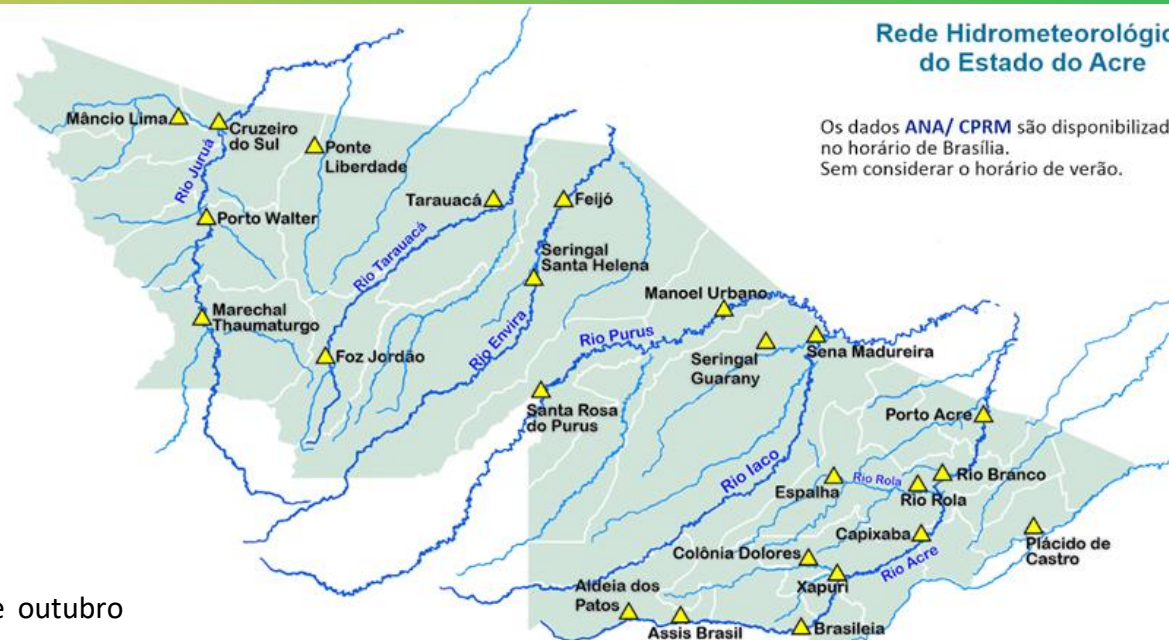 Rede Hidrometeorológic
do Estado do Acre
Os dados ANA/ CPRM são disponibilizad
no horário de Brasília.
Sem considerar o horário de verão.
Mâncio Lima
Cruzeiro
do Sul
Ponte
Liberdade
Rio Juruá
Porto Walter
Tarauacá
Feijó
Rio Tarauacá
Seringal
Santa Helena
Marechal
Thaumaturgo
Foz Jordão
Rio Envira
Manoel Urbano
Rio Purus
Seringal
Guarany
Sena Madureira
Santa Rosa
do Purus
Porto Acre
Rio Iaco
Espalha
Rio Rola
Rio Rola
Rio Branco
Capixaba
Plácido de
Castro
Colônia Dolores
Rio Acre
Xapuri
Aldeia dos
Patos
Assis Brasil
Brasileia
e outubro